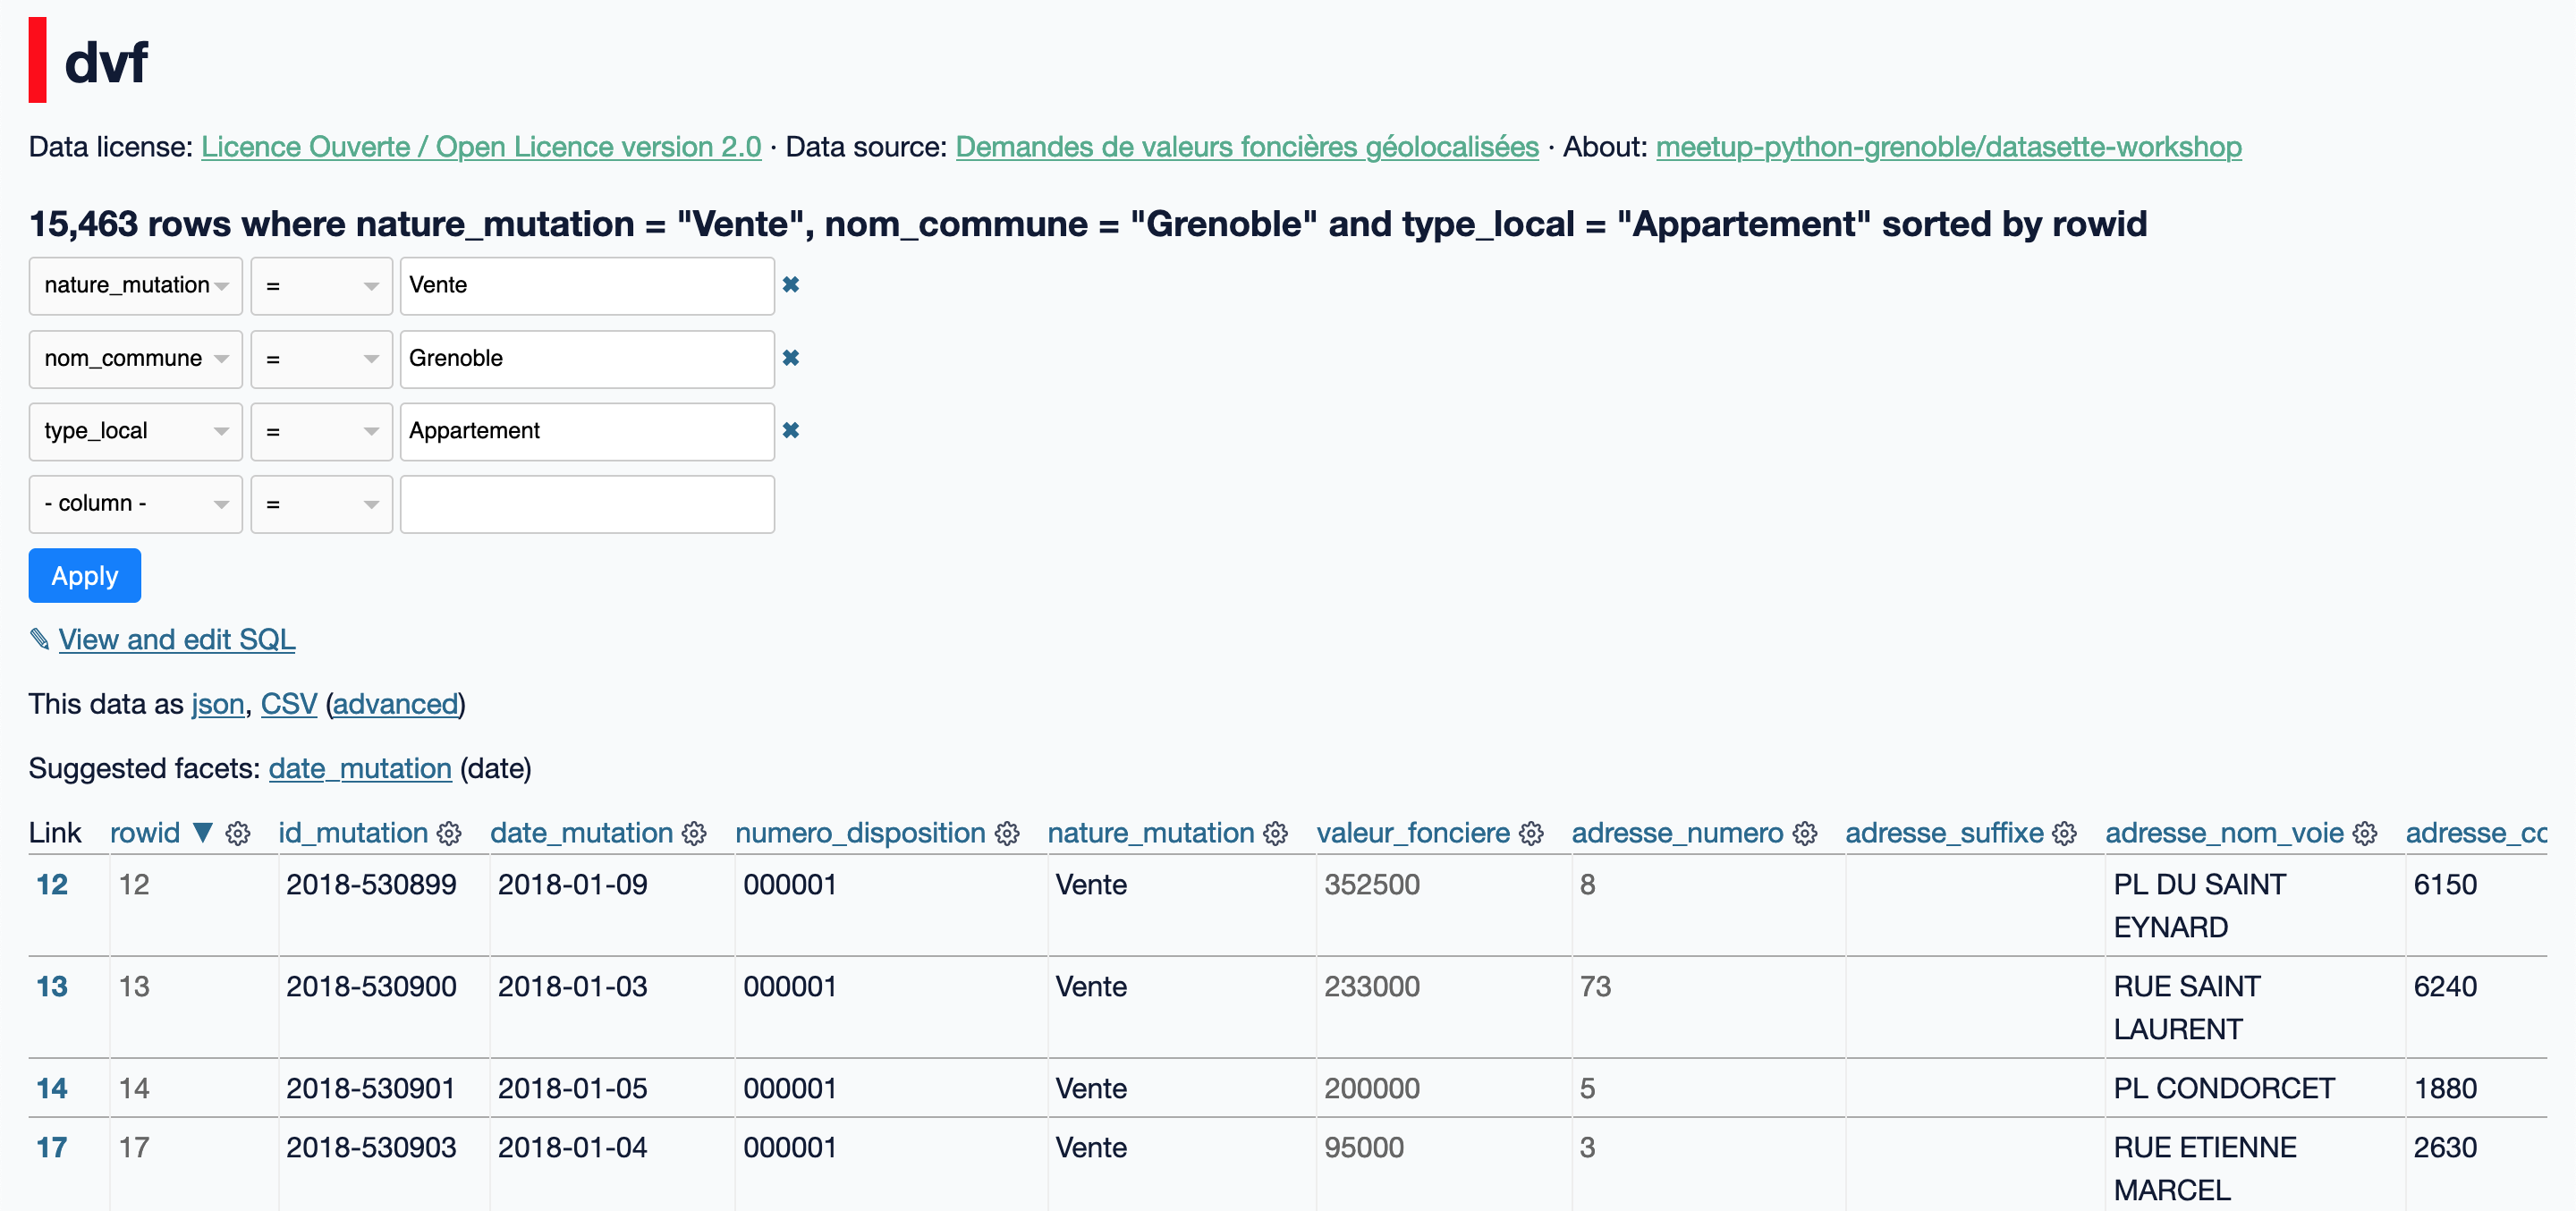 dvf
Data license: Licence Ouverte / Open Licence version 2.0 · Data source: Demandes de valeurs foncières géolocalisées · About: meetup-python-grenoble/datasette-workshop
15,463 rows where nature_mutation = "Vente", nom_commune = "Grenoble" and type_local = "Appartement" sorted by rowid
nature_mutation = Vente ✖
nom_commune = Grenoble ✖
type_local = Appartement ✖
- column - =
Apply
✎ View and edit SQL
This data as json, CSV (advanced)
Suggested facets: date_mutation (date)
Link rowid ▼ id_mutation date_mutation numero_disposition nature_mutation valeur_fonciere adresse_numero adresse_suffixe adresse_nom_voie adresse_co
12 12 2018-530899 2018-01-09 000001 Vente 352500 8 PL DU SAINT 6150
EYNARD
13 13 2018-530900 2018-01-03 000001 Vente 233000 73 RUE SAINT 6240
LAURENT
14 14 2018-530901 2018-01-05 000001 Vente 200000 5 PL CONDORCET 1880
17 17 2018-530903 2018-01-04 000001 Vente 95000 3 RUE ETIENNE 2630
MARCEL